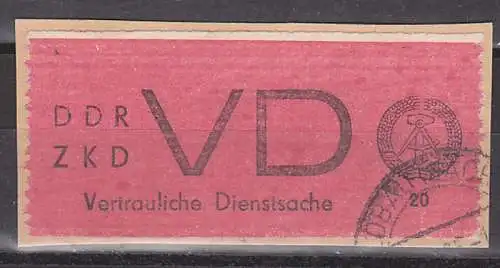 DDR
ZKD
VD
Vertrauliche Dienstsache
20